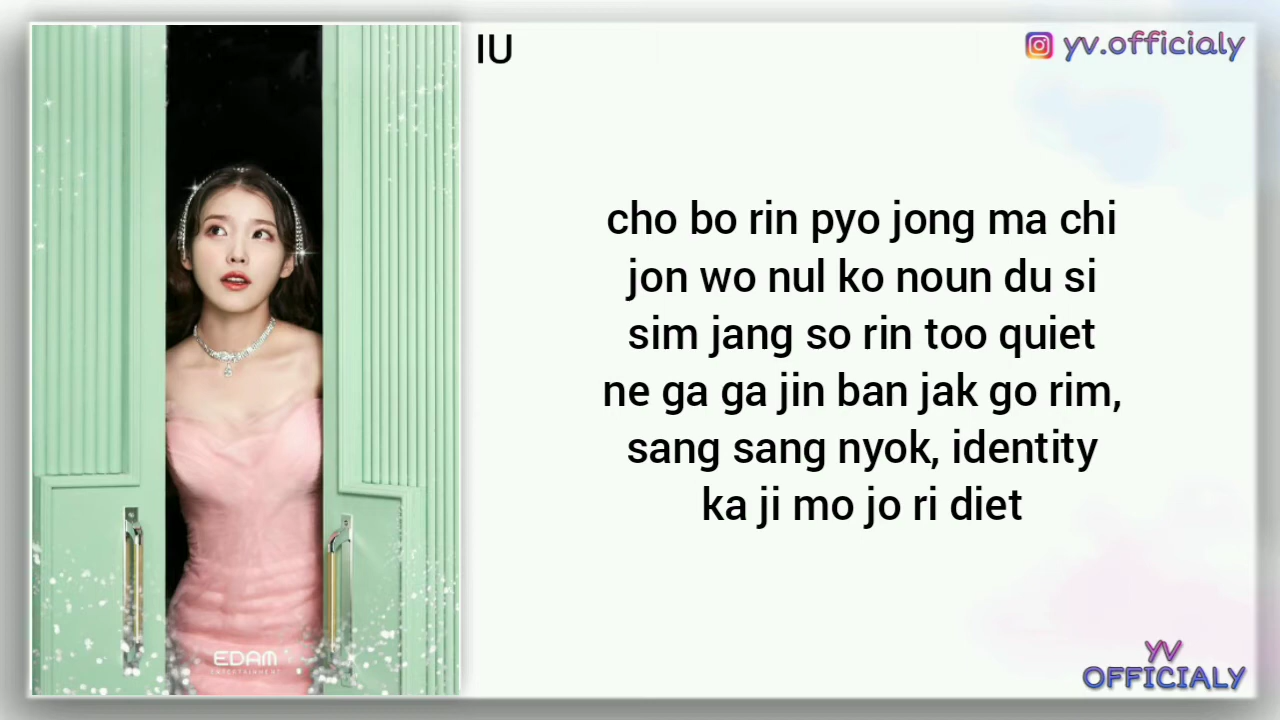 IU
yv.officialy
cho bo rin pyo jong ma chi
jon wo nul ko noun du si
sim jang so rin too quiet
ne ga ga jin ban jak go rim,
sang sang nyok, identity
ka ji mo jo ri diet
EDAM
ENTERTAINMENT
YV
OFFICIALY